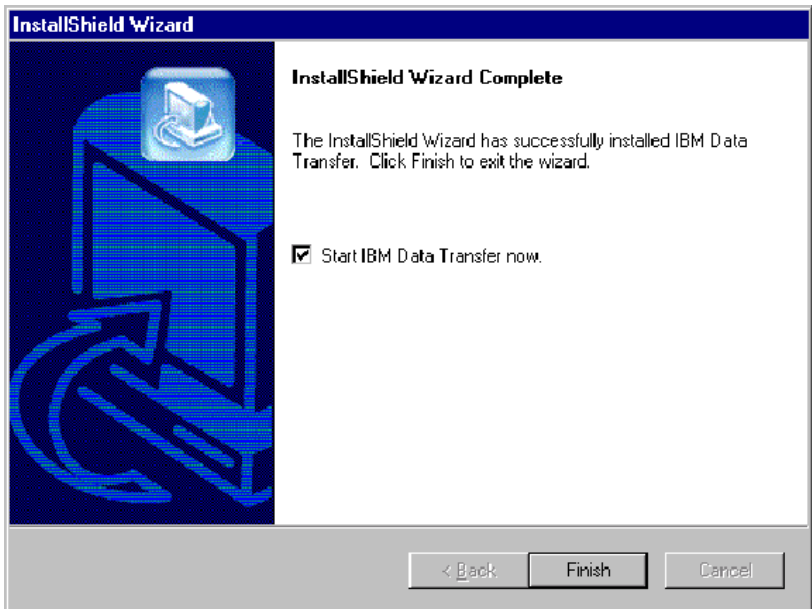 InstallShield Wizard
InstallShield Wizard Complete
The InstallShield Wizard has successfully installed IBM Data
Transfer. Click Finish to exit the wizard.
Start IBM Data Transfer now.
< Back
Finish
Cancel